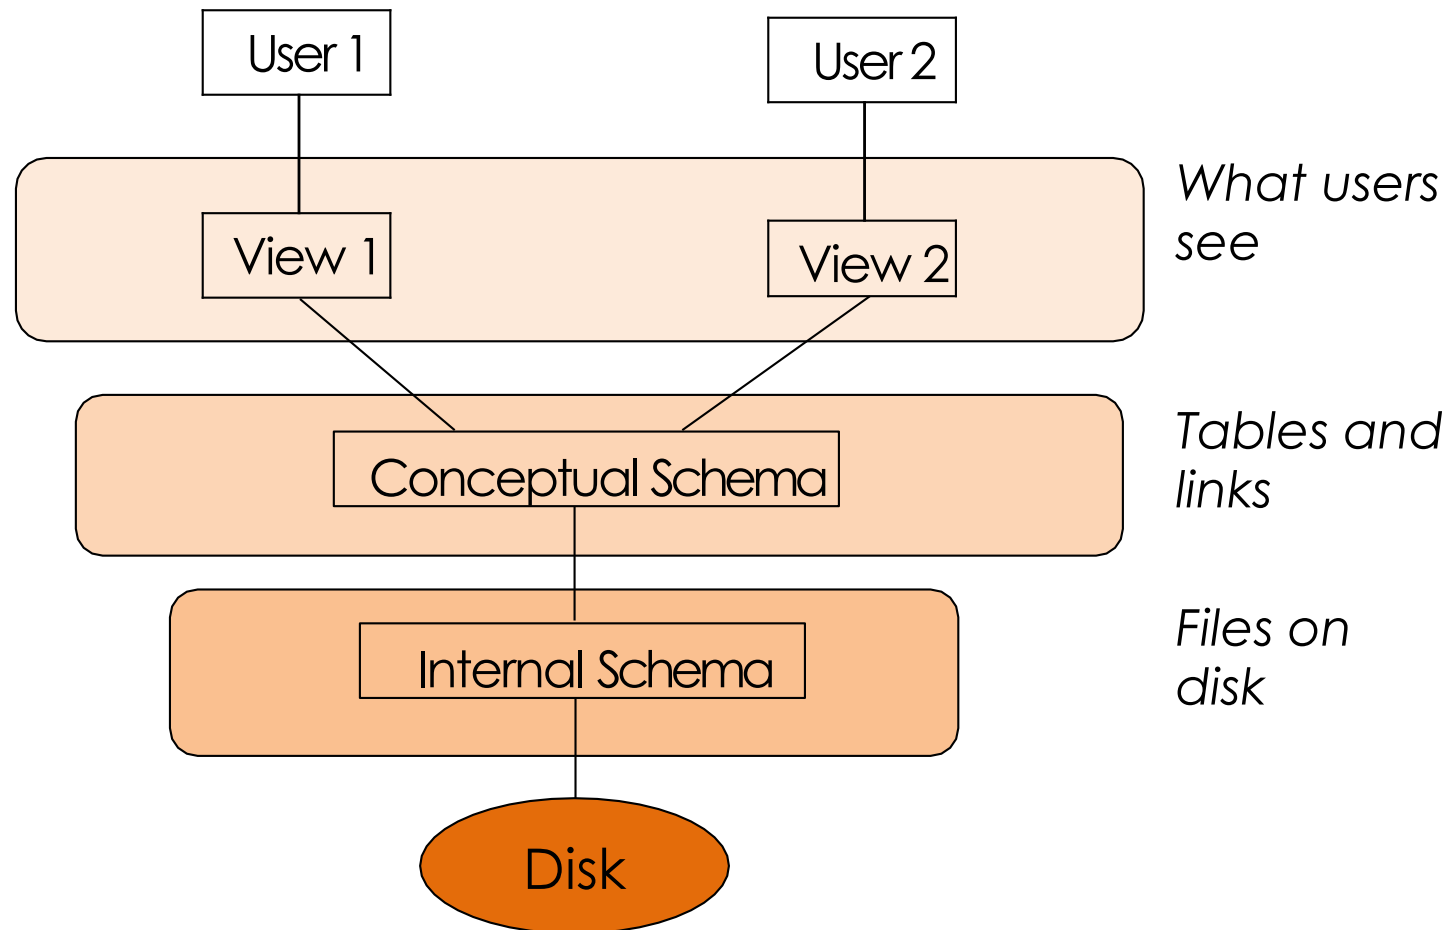 User 1
User 2
What users
see
View 1
View 2
Tables and
links
Conceptual Schema
Files on
disk
Internal Schema
Disk